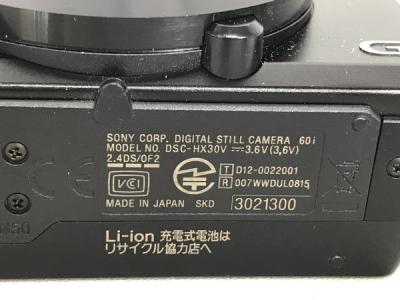 SONY CORP. DIGITAL STILL CAMERA 60i
MODEL NO. DSC-HX30V ⎓3.6V(3,6V)
2.4DS/0F2
VCI
T D12-0022001
R 007WWDUL0815
MADE IN JAPAN SKD 3021300
Li-ion 充電式電池は
リサイクル協力店へ